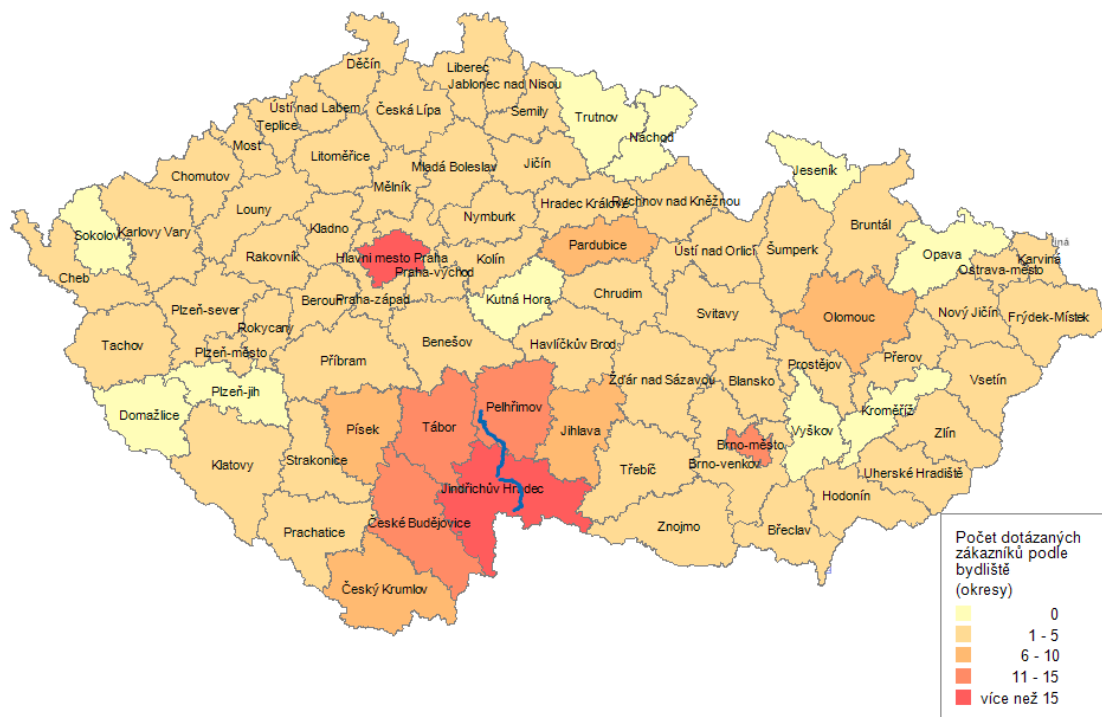 Děčín
Liberec
Jablonec nad Nisou
Ústí nad Labem
Česká Lípa
Semily
Trutnov
Teplice
Náchod
Most
Litoměřice
Mladá Boleslav
Jičín
Jeseník
Chomutov
Mělník
Hradec Králové
Rychnov nad Kněžnou
Louny
Nymburk
Bruntál
Sokolov
Karlovy Vary
Kladno
Pardubice
Ústí nad Orlicí
Šumperk
Rakovník
Hlavni mesto Praha
Kolín
Opava
Karviná
Cheb
Praha-východ
Ostrava-město
Beroun
Praha-západ
Kutná Hora
Chrudim
Plzeň-sever
Svitavy
Olomouc
Nový Jičín
Frýdek-Místek
Rokycany
Tachov
Plzeň-město
Příbram
Benešov
Havlíčkův Brod
Prostějov
Přerov
Vsetín
Žďár nad Sázavou
Blansko
Domažlice
Plzeň-jih
Pelhřimov
Kroměříž
Písek
Tábor
Jihlava
Vyškov
Zlín
Brno-město
Klatovy
Strakonice
Třebíč
Brno-venkov
Uherské Hradiště
Jindřichův Hradec
Hodonín
Prachatice
České Budějovice
Znojmo
Břeclav
Český Krumlov
Počet dotázaných
zákazníků podle
bydliště
(okresy)
0
1 - 5
6 - 10
11 - 15
více než 15